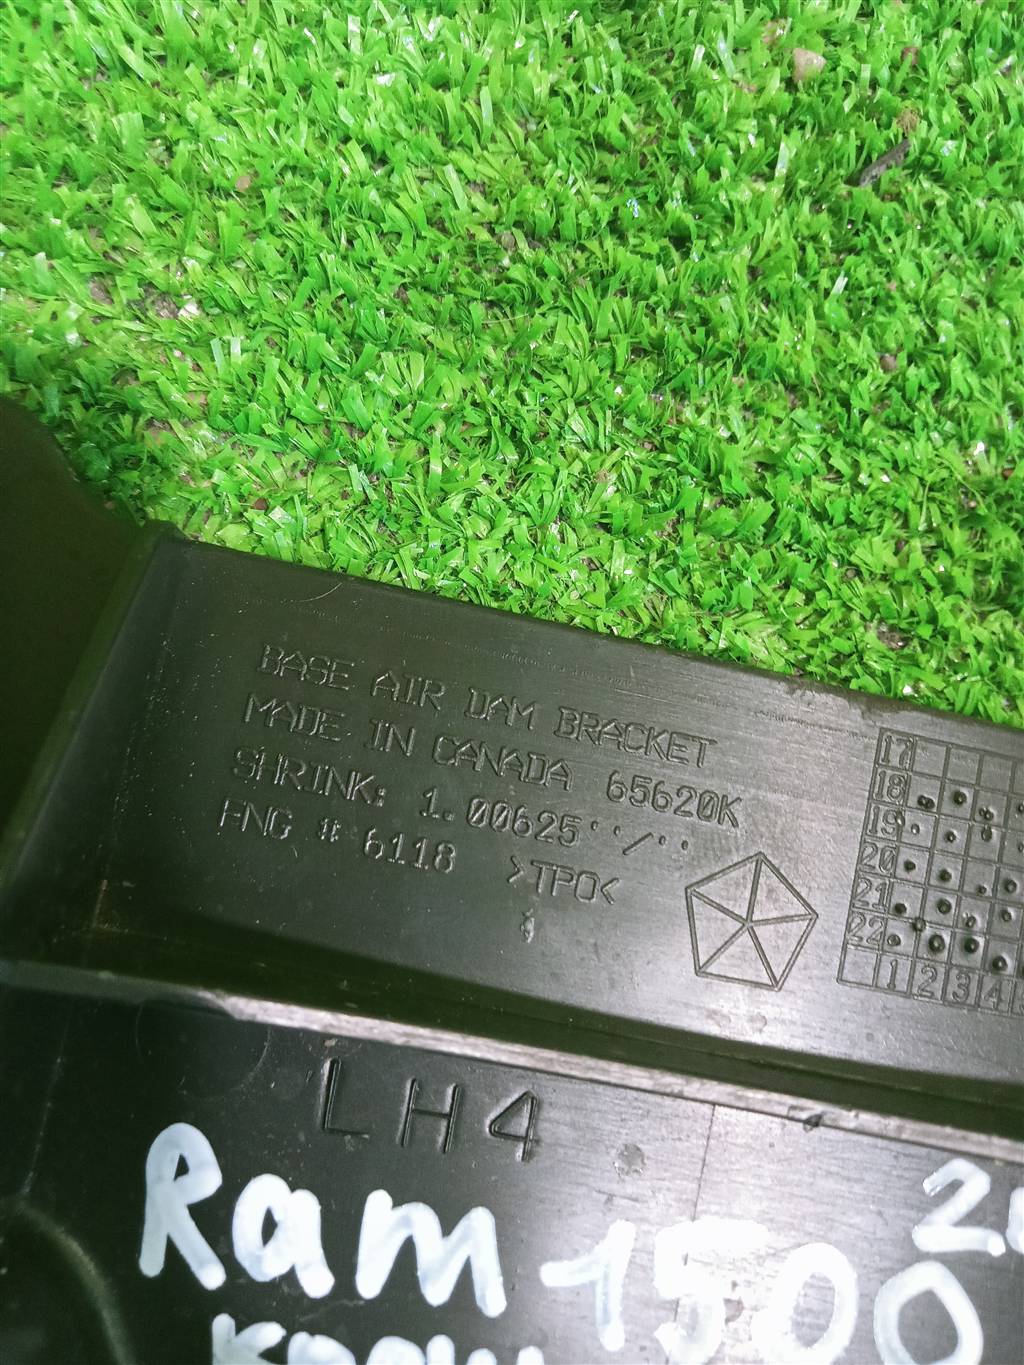 BASE AIR DAM BRACKET
MADE IN CANADA 65620K
SHRINK: 1.00625''/''
ENG # 6118 >TPO<
17
18
19
20
21
22
1 2 3 4
LH4
Ram 1500